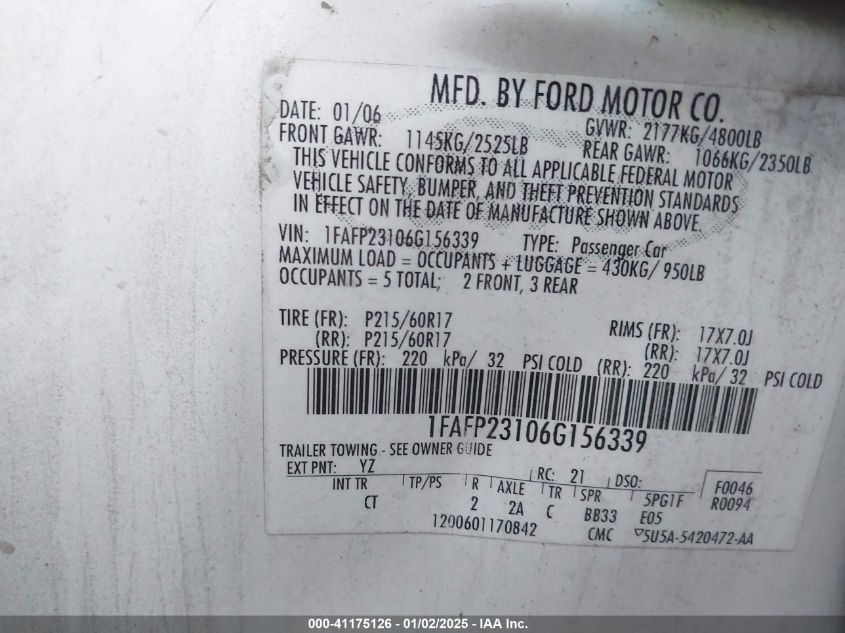 MFD. BY FORD MOTOR CO.
DATE: 01/06 GVWR: 2177KG/4800LB
FRONT GAWR: 1145KG/2525LB REAR GAWR: 1066KG/2350LB
THIS VEHICLE CONFORMS TO ALL APPLICABLE FEDERAL MOTOR
VEHICLE SAFETY, BUMPER, AND THEFT PREVENTION STANDARDS
IN EFFECT ON THE DATE OF MANUFACTURE SHOWN ABOVE.
VIN: 1FAFP23106G156339 TYPE: Passenger Car
MAXIMUM LOAD = OCCUPANTS + LUGGAGE = 430KG/ 950LB
OCCUPANTS = 5 TOTAL; 2 FRONT, 3 REAR
TIRE (FR): P215/60R17 RIMS (FR): 17X7.0J
(RR): P215/60R17 (RR): 17X7.0J
PRESSURE (FR): 220 kPa/ 32 PSI COLD (RR): 220 kPa/ 32 PSI COLD
1FAFP23106G156339
TRAILER TOWING - SEE OWNER GUIDE
EXT PNT: YZ RC: 21 DSO: F0046
INT TR TP/PS R AXLE TR SPR 5PG1F R0094
CT 2 2A C BB33 E05
1200601170842 CMC ▽5U5A-5420472-AA
000-41175126 - 01/02/2025 - IAA Inc.